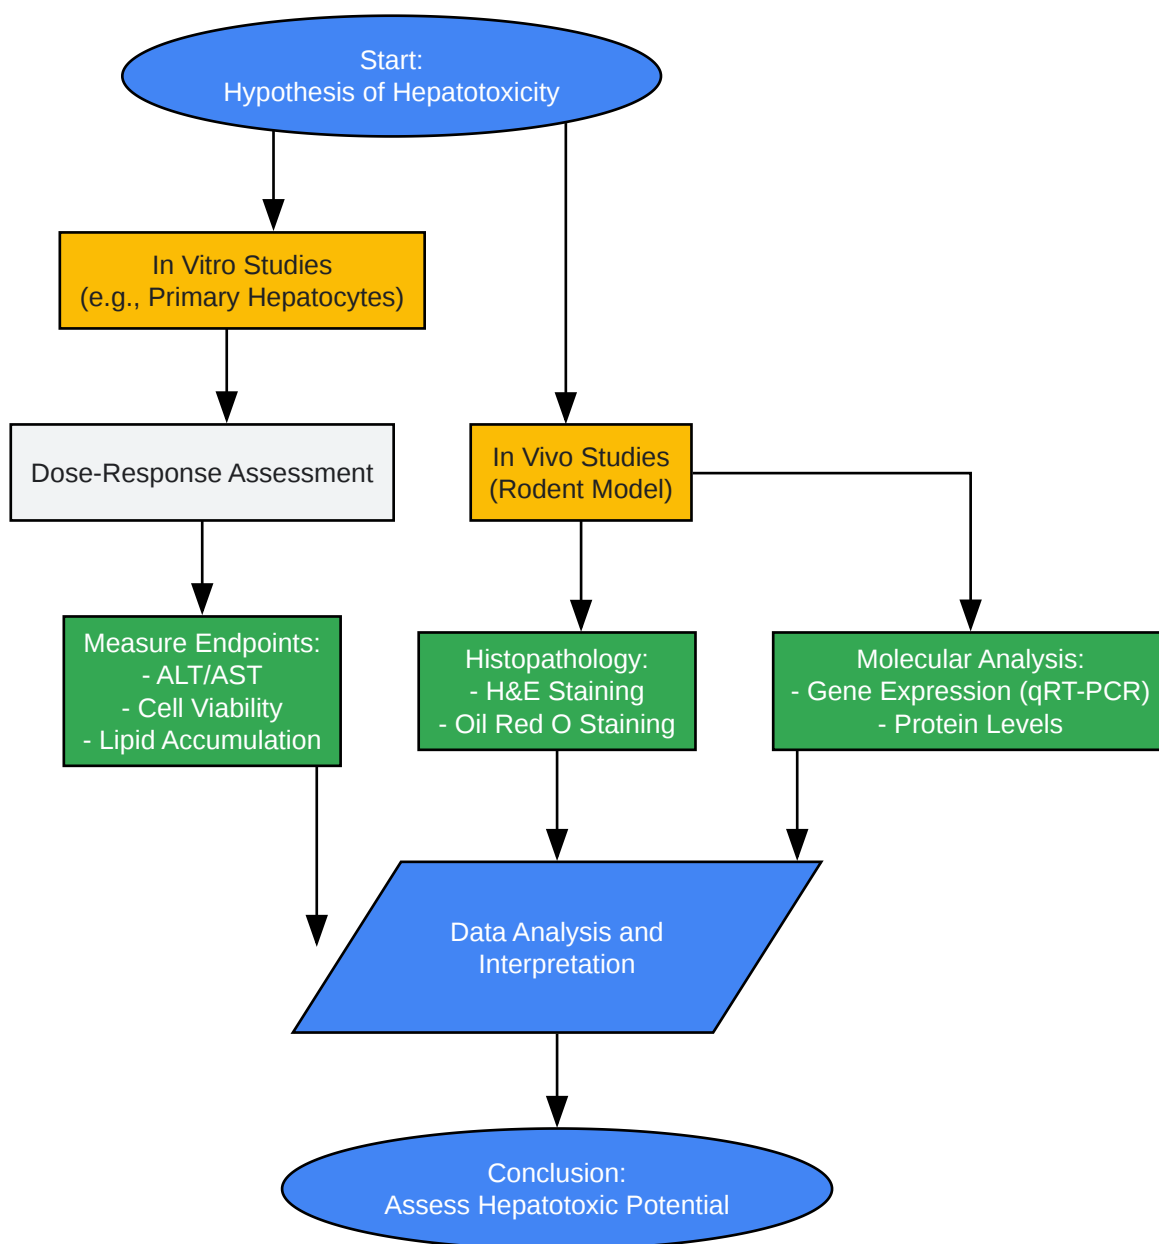 Start:
Hypothesis of Hepatotoxicity
In Vitro Studies
(e.g., Primary Hepatocytes)
Dose-Response Assessment
In Vivo Studies
(Rodent Model)
Measure Endpoints:
- ALT/AST
- Cell Viability
- Lipid Accumulation
Histopathology:
- H&E Staining
- Oil Red O Staining
Molecular Analysis:
- Gene Expression (qRT-PCR)
- Protein Levels
Data Analysis and
Interpretation
Conclusion:
Assess Hepatotoxic Potential